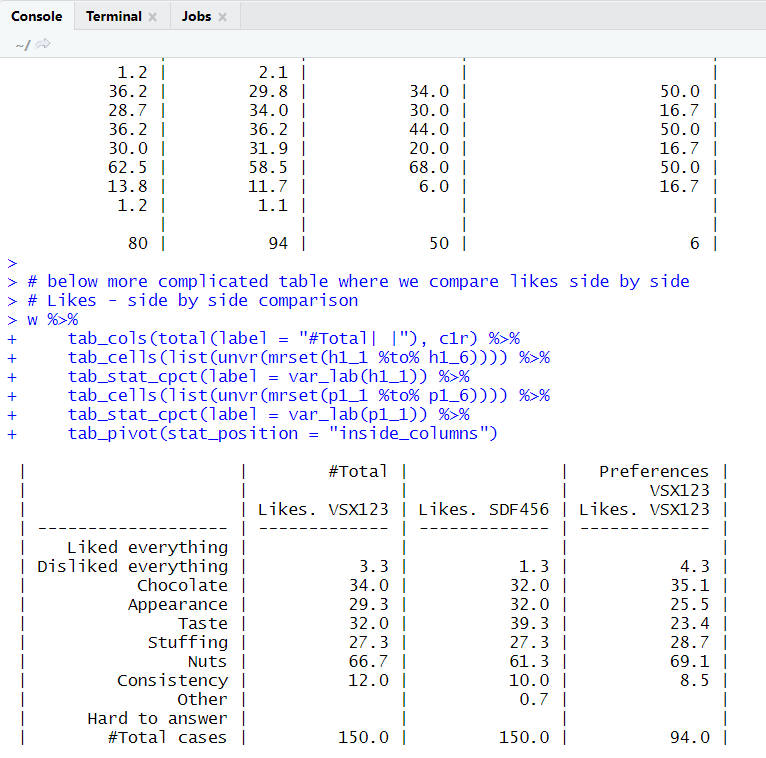 Console Terminal × Jobs ×
~/
1.2 | 2.1 | | |
36.2 | 29.8 | 34.0 | 50.0 |
28.7 | 34.0 | 30.0 | 16.7 |
36.2 | 36.2 | 44.0 | 50.0 |
30.0 | 31.9 | 20.0 | 16.7 |
62.5 | 58.5 | 68.0 | 50.0 |
13.8 | 11.7 | 6.0 | 16.7 |
1.2 | 1.1 | | |
| | | |
80 | 94 | 50 | 6 |
>
> # below more complicated table where we compare likes side by side
> # Likes - side by side comparison
> w %>%
+     tab_cols(total(label = "#Total| |"), c1r) %>%
+     tab_cells(list(unvr(mrset(h1_1 %to% h1_6)))) %>%
+     tab_stat_cpct(label = var_lab(h1_1)) %>%
+     tab_cells(list(unvr(mrset(p1_1 %to% p1_6)))) %>%
+     tab_stat_cpct(label = var_lab(p1_1)) %>%
+     tab_pivot(stat_position = "inside_columns")
| | #Total | | Preferences |
| | | | VSX123 |
| | Likes. VSX123 | Likes. SDF456 | Likes. VSX123 |
| ------------------- | ------------- | ------------- | ------------- |
| Liked everything | | | |
| Disliked everything | 3.3 | 1.3 | 4.3 |
| Chocolate | 34.0 | 32.0 | 35.1 |
| Appearance | 29.3 | 32.0 | 25.5 |
| Taste | 32.0 | 39.3 | 23.4 |
| Stuffing | 27.3 | 27.3 | 28.7 |
| Nuts | 66.7 | 61.3 | 69.1 |
| Consistency | 12.0 | 10.0 | 8.5 |
| Other | | 0.7 | |
| Hard to answer | | | |
| #Total cases | 150.0 | 150.0 | 94.0 |